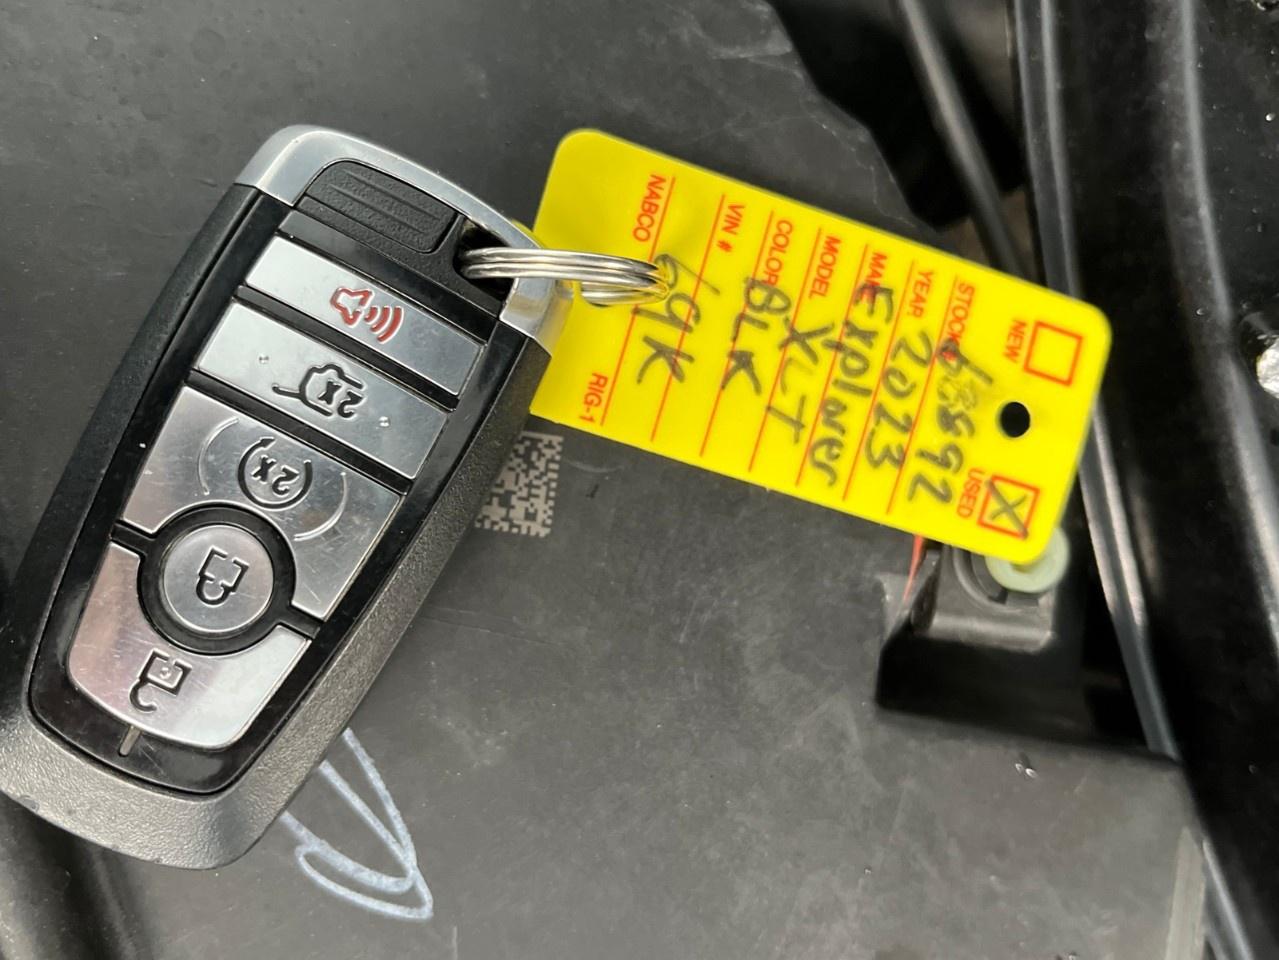 NEW
USED
STOCK#
YEAR 2023
MAKE Explorer
MODEL XLT
COLOR BLK
VIN # 69K
NABCO
RIG-1
2x
2x